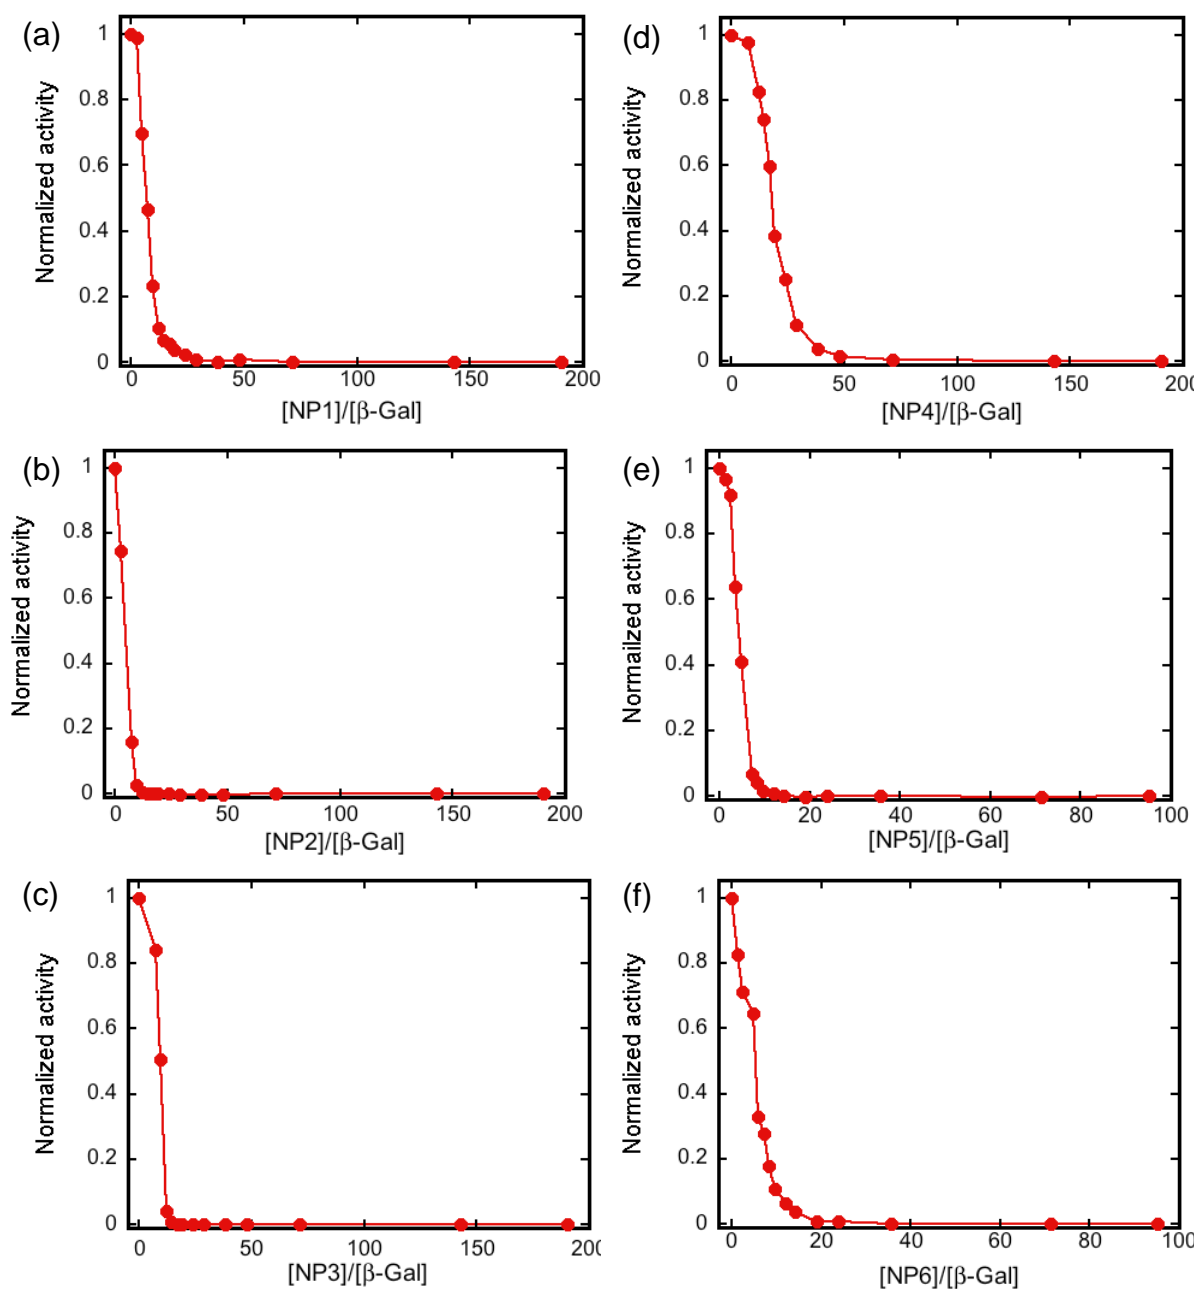 (a)
Normalized activity
1
0.8
0.6
0.4
0.2
0
0 50 100 150 200
[NP1]/[β-Gal]
(d)
Normalized activity
1
0.8
0.6
0.4
0.2
0
0 50 100 150 200
[NP4]/[β-Gal]
(b)
Normalized activity
1
0.8
0.6
0.4
0.2
0
0 50 100 150 200
[NP2]/[β-Gal]
(e)
Normailzed activity
1
0.8
0.6
0.4
0.2
0
0 20 40 60 80 100
[NP5]/[β-Gal]
(c)
Normalized activity
1
0.8
0.6
0.4
0.2
0
0 50 100 150 200
[NP3]/[β-Gal]
(f)
Normalized activity
1
0.8
0.6
0.4
0.2
0
0 20 40 60 80 100
[NP6]/[β-Gal]